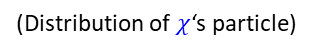 (Distribution of χ‘s particle)